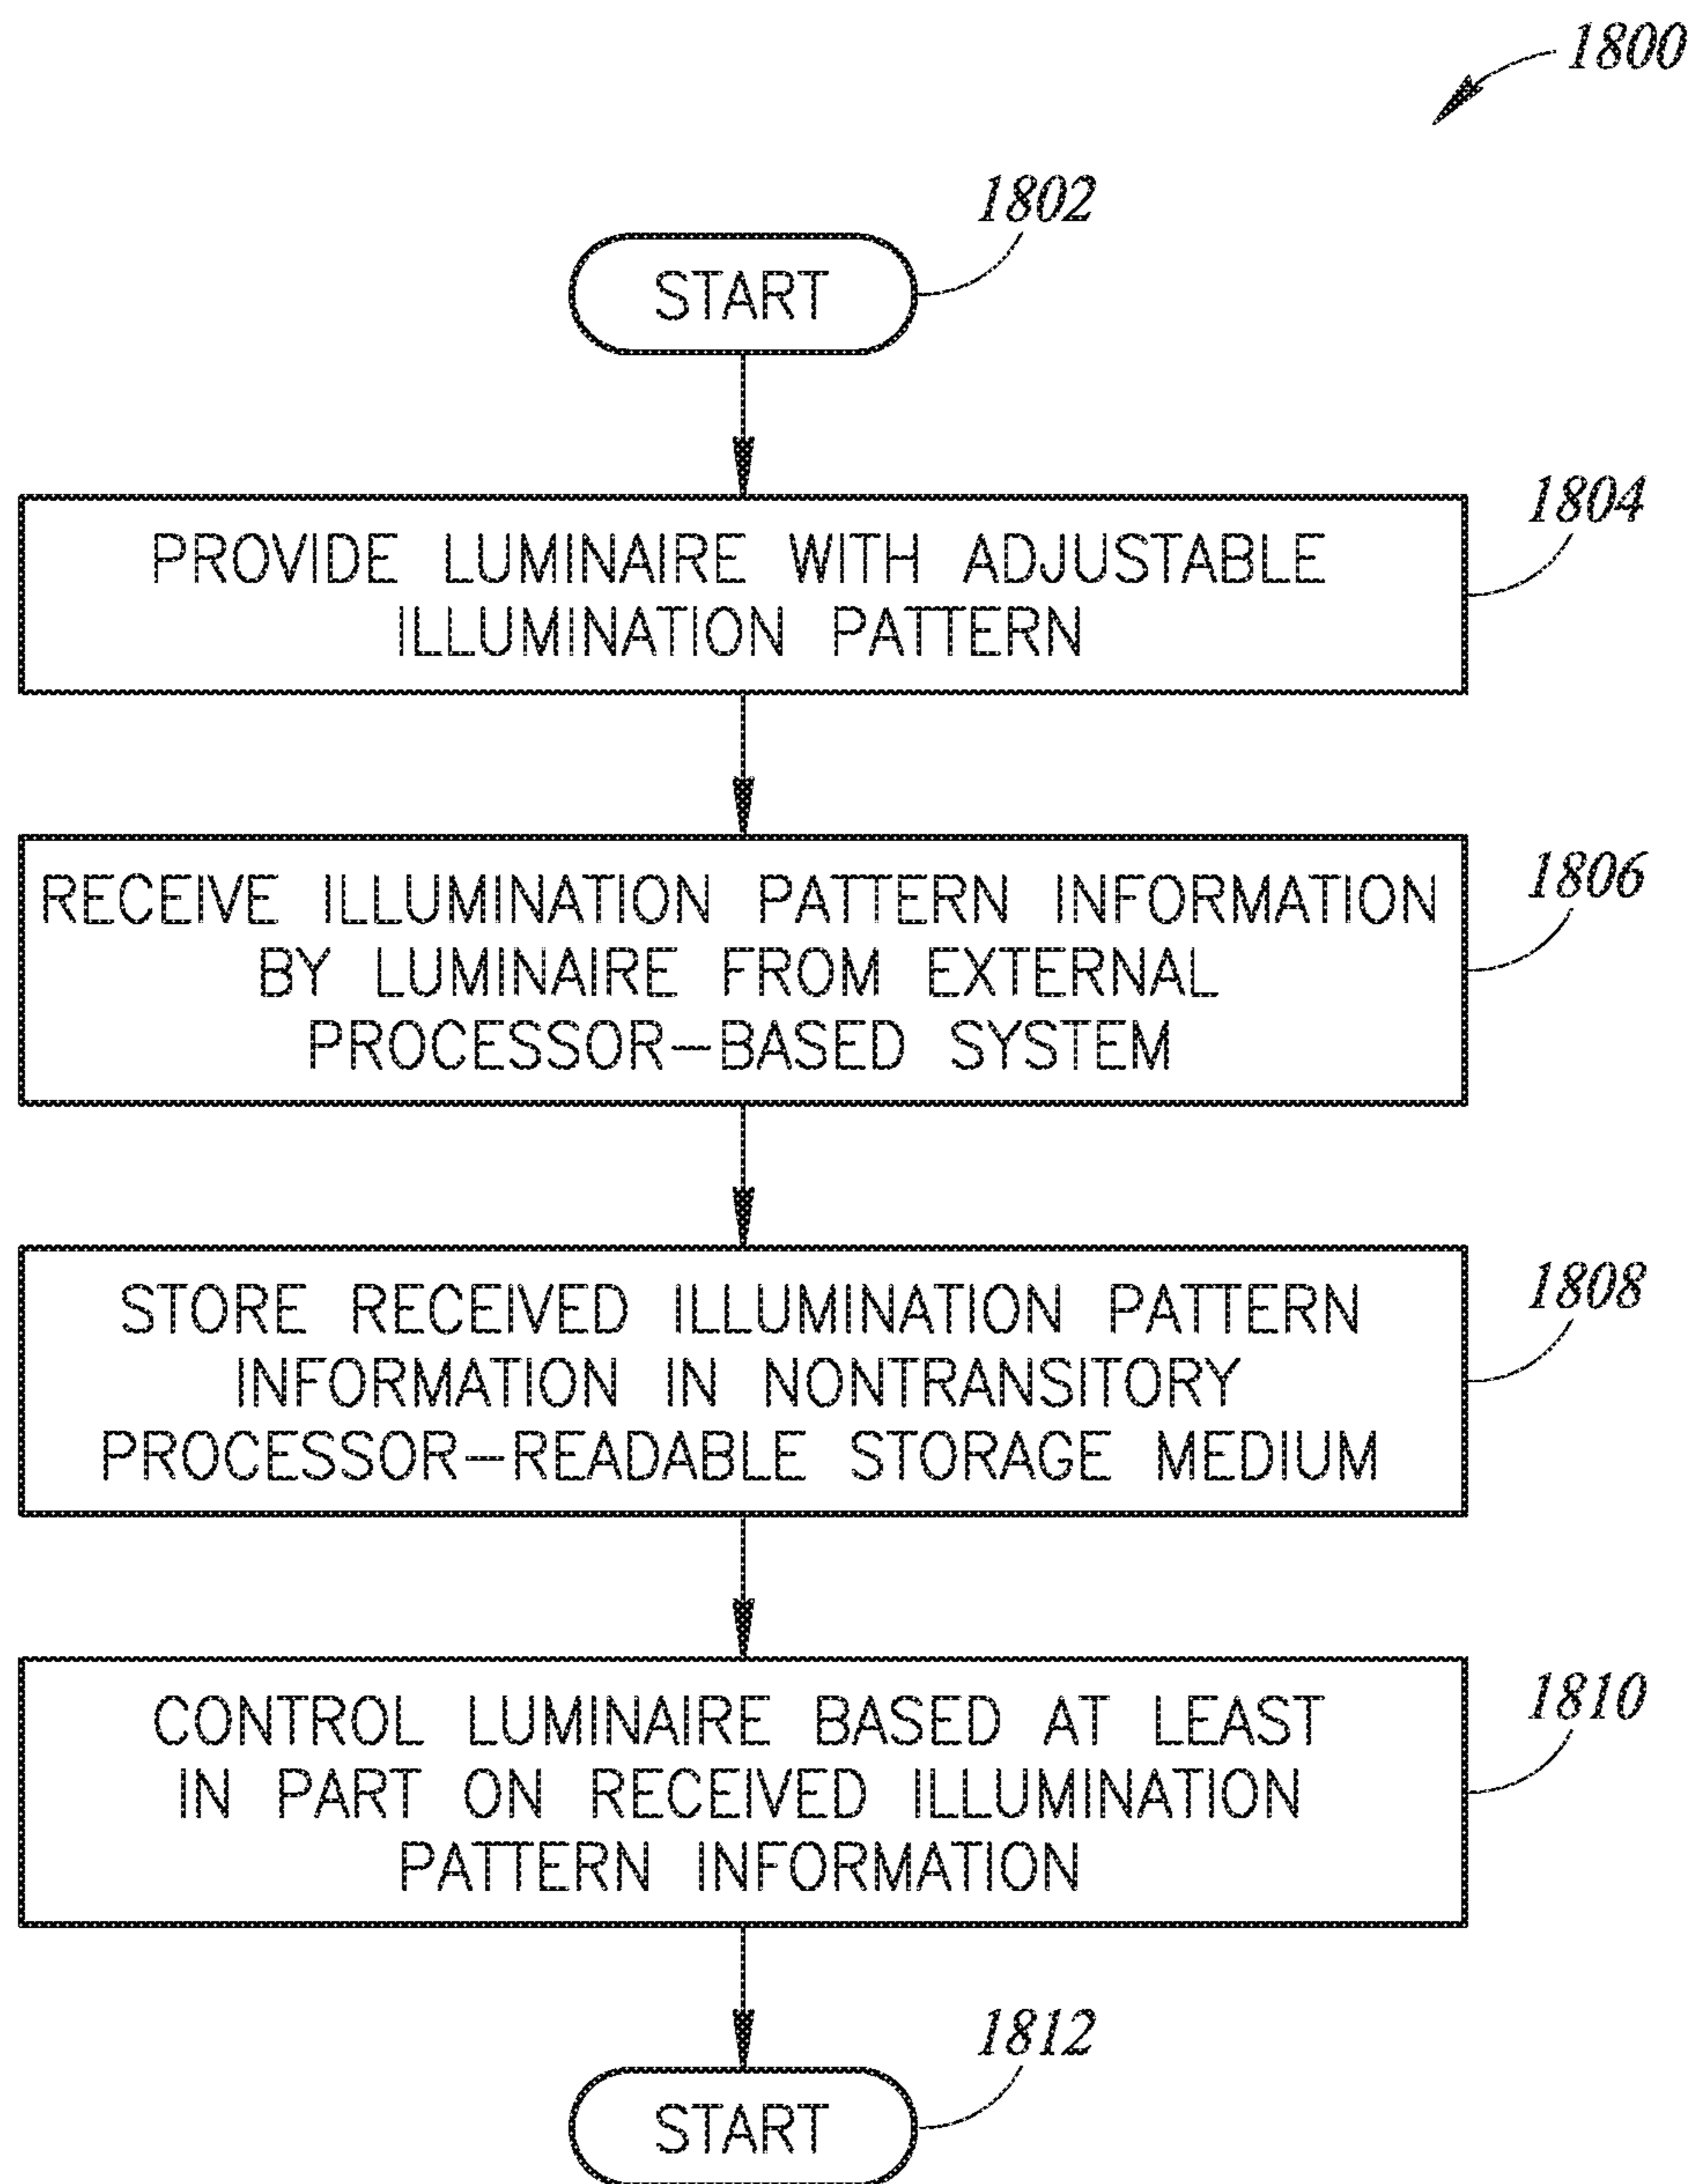 1800
1802
START
1804
PROVIDE LUMINAIRE WITH ADJUSTABLE
ILLUMINATION PATTERN
1806
RECEIVE ILLUMINATION PATTERN INFORMATION
BY LUMINAIRE FROM EXTERNAL
PROCESSOR-BASED SYSTEM
1808
STORE RECEIVED ILLUMINATION PATTERN
INFORMATION IN NONTRANSITORY
PROCESSOR-READABLE STORAGE MEDIUM
1810
CONTROL LUMINAIRE BASED AT LEAST
IN PART ON RECEIVED ILLUMINATION
PATTERN INFORMATION
1812
START